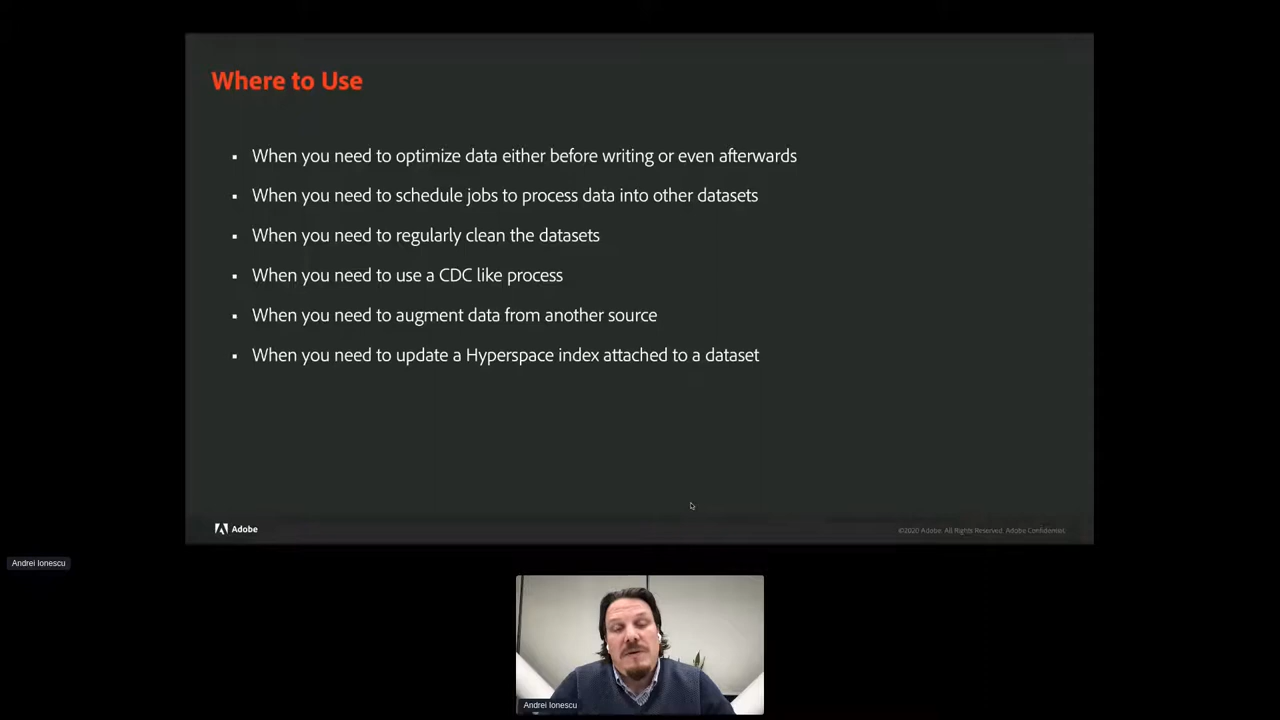 Where to Use
▪ When you need to optimize data either before writing or even afterwards
▪ When you need to schedule jobs to process data into other datasets
▪ When you need to regularly clean the datasets
▪ When you need to use a CDC like process
▪ When you need to augment data from another source
▪ When you need to update a Hyperspace index attached to a dataset
Adobe
©2020 Adobe. All Rights Reserved. Adobe Confidential.
Andrei Ionescu
Andrei Ionescu